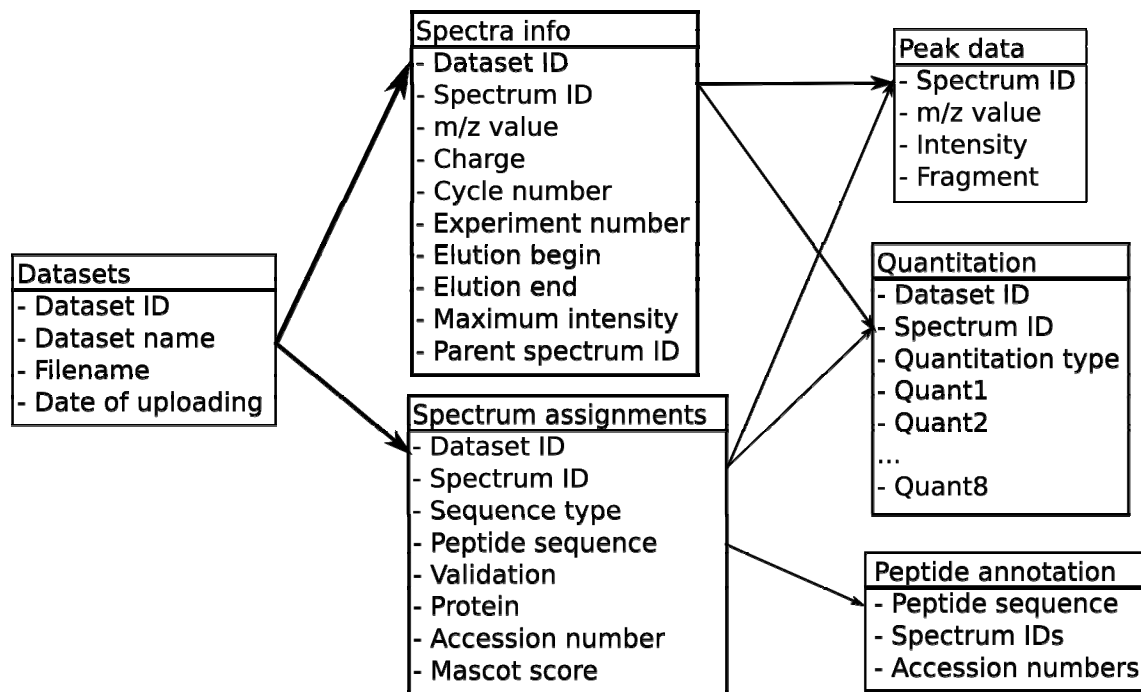 Datasets
- Dataset ID
- Dataset name
- Filename
- Date of uploading
Spectra info
- Dataset ID
- Spectrum ID
- m/z value
- Charge
- Cycle number
- Experiment number
- Elution begin
- Elution end
- Maximum intensity
- Parent spectrum ID
Spectrum assignments
- Dataset ID
- Spectrum ID
- Sequence type
- Peptide sequence
- Validation
- Protein
- Accession number
- Mascot score
Peak data
- Spectrum ID
- m/z value
- Intensity
- Fragment
Quantitation
- Dataset ID
- Spectrum ID
- Quantitation type
- Quant1
- Quant2
...
- Quant8
Peptide annotation
- Peptide sequence
- Spectrum IDs
- Accession numbers